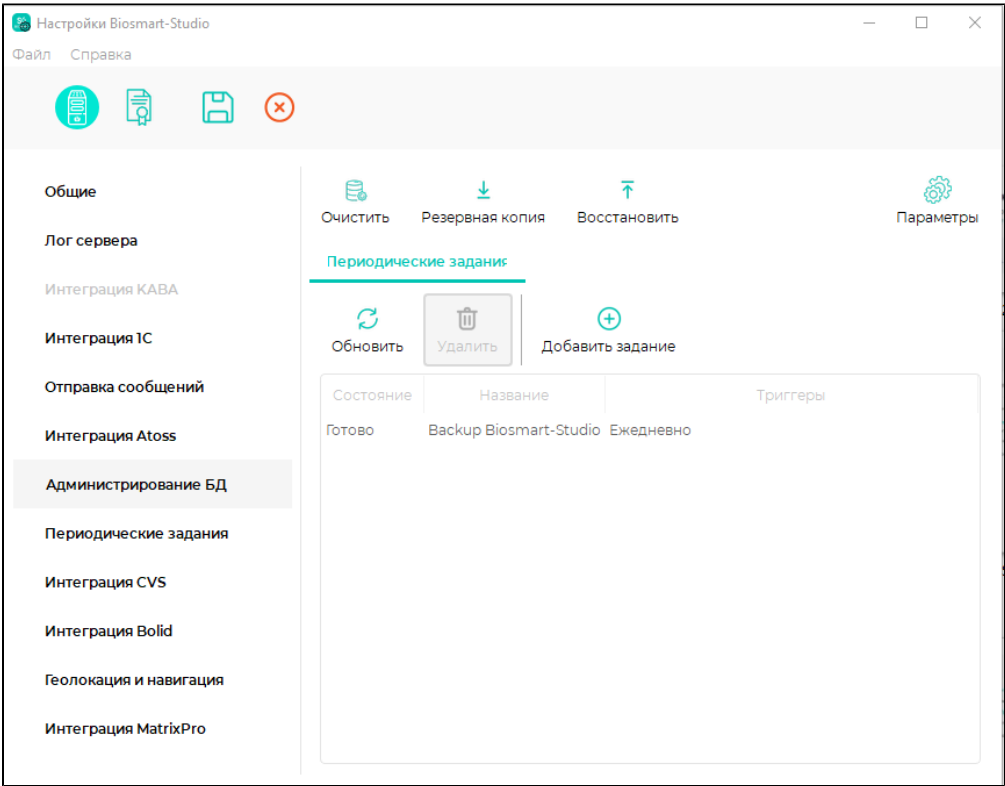 Настройки Biosmart-Studio
Файл Справка
Общие
Лог сервера
Интеграция KABA
Интеграция 1С
Отправка сообщений
Интеграция Atoss
Администрирование БД
Периодические задания
Интеграция CVS
Интеграция Bolid
Геолокация и навигация
Интеграция MatrixPro
Очистить Резервная копия Восстановить Параметры
Периодические задания
Обновить Удалить Добавить задание
Состояние Название Триггеры
Готово Backup Biosmart-Studio Ежедневно